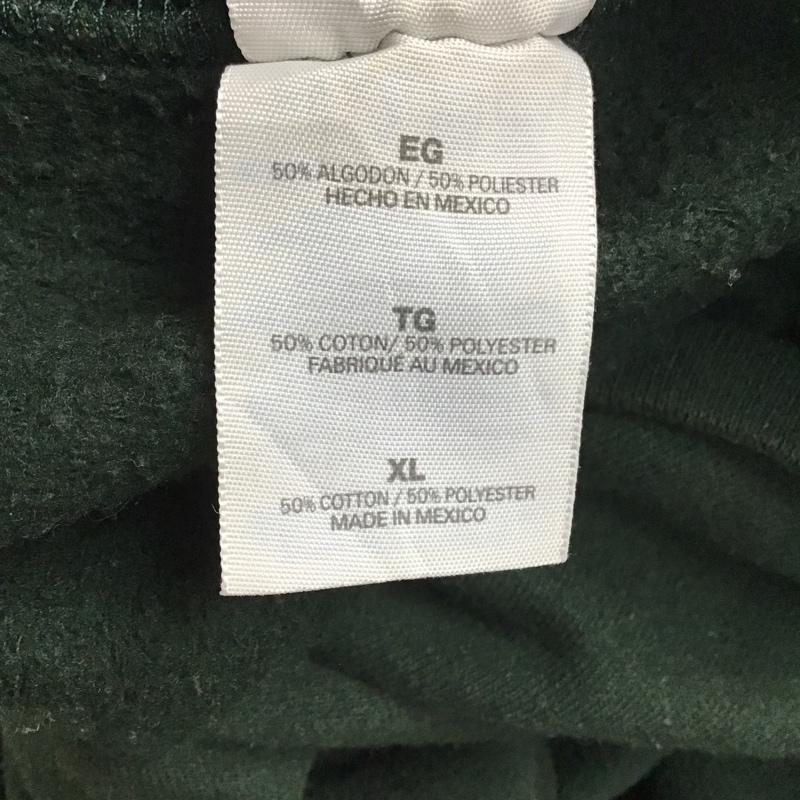 EG
50% ALGODON / 50% POLIESTER
HECHO EN MEXICO
TG
50% COTON/ 50% POLYESTER
FABRIQUÉ AU MEXICO
XL
50% COTTON / 50% POLYESTER
MADE IN MEXICO